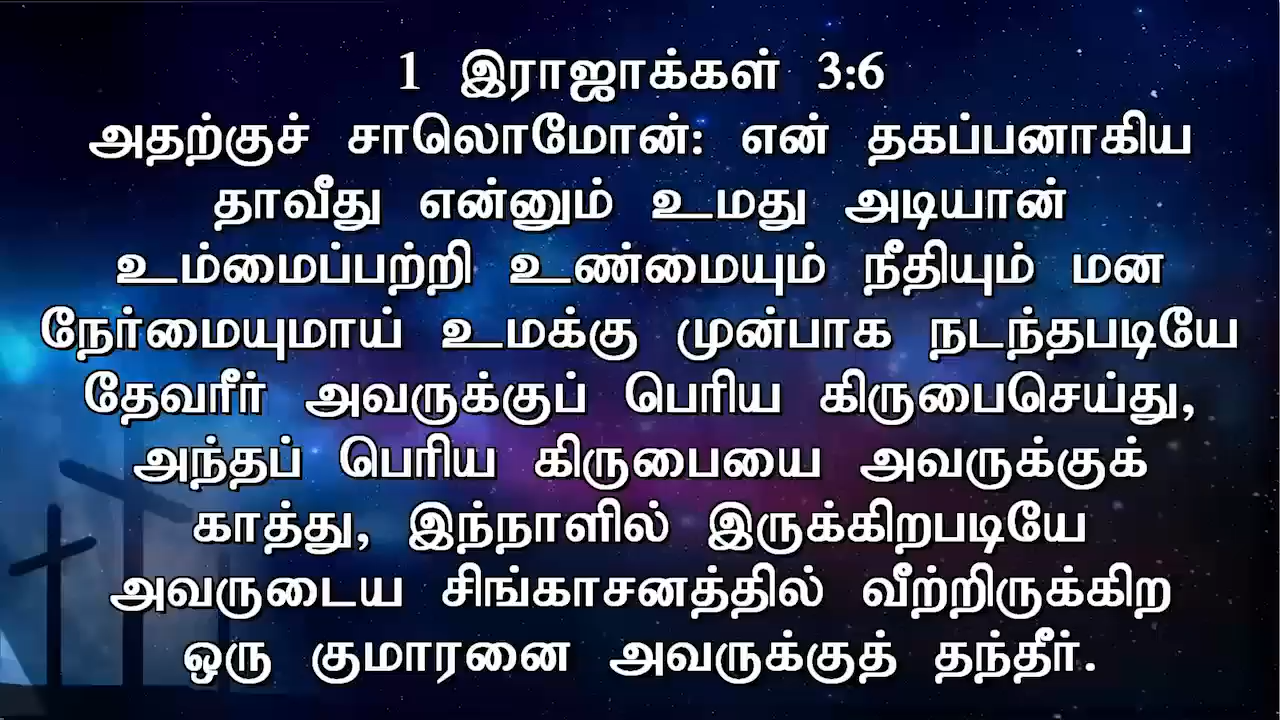 1 இராஜாக்கள் 3:6
அதற்குச் சாலொமோன்: என் தகப்பனாகிய
தாவீது என்னும் உமது அடியான்
உம்மைப்பற்றி உண்மையும் நீதியும் மன
நேர்மையுமாய் உமக்கு முன்பாக நடந்தபடியே
தேவரீர் அவருக்குப் பெரிய கிருபைசெய்து,
அந்தப் பெரிய கிருபையை அவருக்குக்
காத்து, இந்நாளில் இருக்கிறபடியே
அவருடைய சிங்காசனத்தில் வீற்றிருக்கிற
ஒரு குமாரனை அவருக்குத் தந்தீர்.